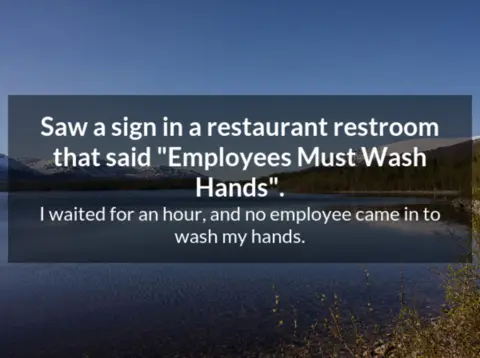 Saw a sign in a restaurant restroom
that said "Employees Must Wash
Hands".
I waited for an hour, and no employee came in to
wash my hands.